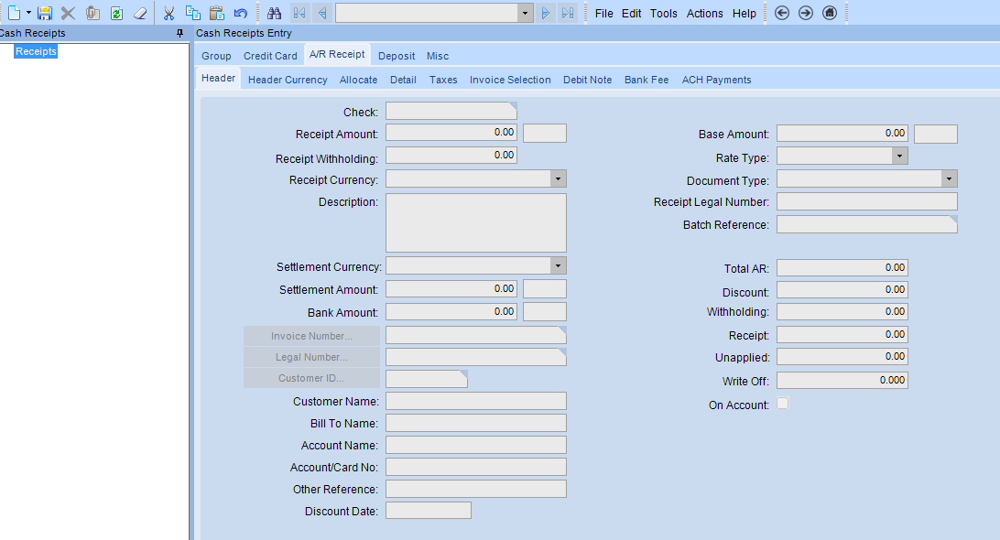 File Edit Tools Actions Help
Cash Receipts
Cash Receipts Entry
Receipts
Group Credit Card A/R Receipt Deposit Misc
Header Header Currency Allocate Detail Taxes Invoice Selection Debit Note Bank Fee ACH Payments
Check:
Receipt Amount: 0.00
Receipt Withholding: 0.00
Receipt Currency:
Description:
Settlement Currency:
Settlement Amount: 0.00
Bank Amount: 0.00
Invoice Number...
Legal Number...
Customer ID...
Customer Name:
Bill To Name:
Account Name:
Account/Card No:
Other Reference:
Discount Date:
Base Amount: 0.00
Rate Type:
Document Type:
Receipt Legal Number:
Batch Reference:
Total AR: 0.00
Discount: 0.00
Withholding: 0.00
Receipt: 0.00
Unapplied: 0.00
Write Off: 0.000
On Account: